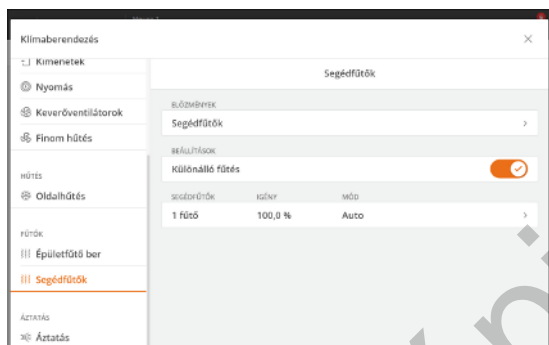 Klímaberendezés
Kimenetek
Nyomás
Keverőventilátorok
Finom hűtés
HŰTÉS
Oldalhűtés
FŰTŐK
Épületfűtő ber
Segédfűtők
ÁZTATÁS
Áztatás
Segédfűtők
ELŐZMÉNYEK
Segédfűtők
BEÁLLÍTÁSOK
Különálló fűtés
SEGÉDFŰTŐK IGÉNY MÓD
1 fűtő 100,0 % Auto